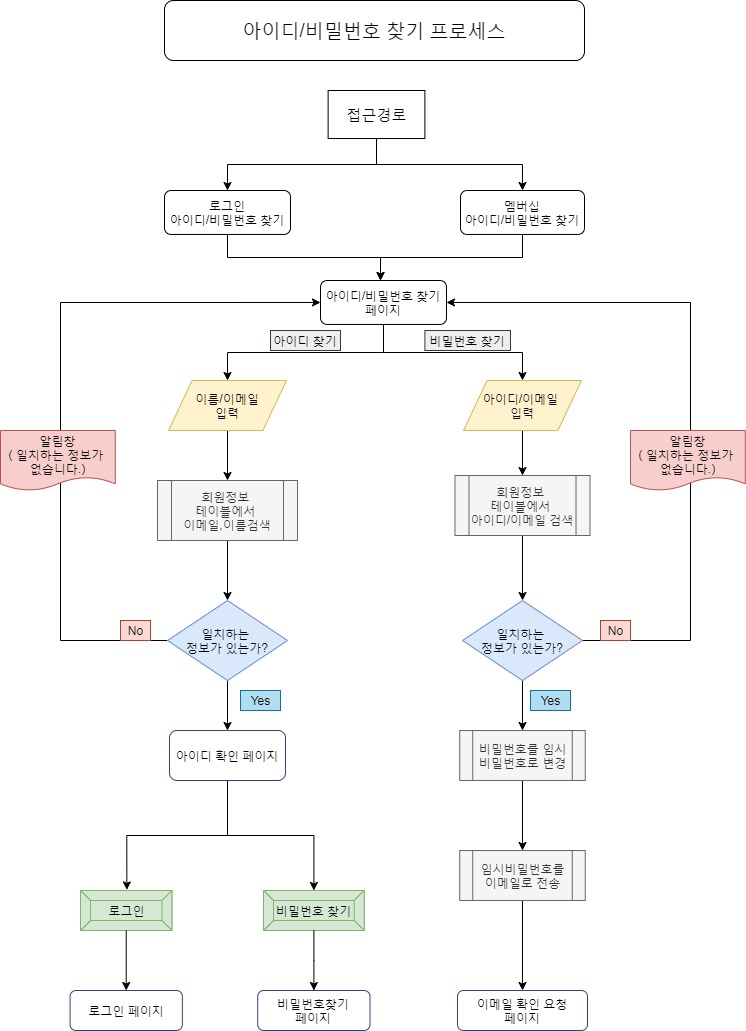 아이디/비밀번호 찾기 프로세스
접근경로
로그인
아이디/비밀번호 찾기
멤버십
아이디/비밀번호 찾기
아이디/비밀번호 찾기
페이지
아이디 찾기
비밀번호 찾기
이름/이메일
입력
아이디/이메일
입력
알림창
( 일치하는 정보가
없습니다.)
알림창
( 일치하는 정보가
없습니다.)
회원정보
테이블에서
이메일,이름검색
회원정보
테이블에서
아이디/이메일 검색
일치하는
정보가 있는가?
No
Yes
일치하는
정보가 있는가?
No
Yes
아이디 확인 페이지
비밀번호를 임시
비밀번호로 변경
임시비밀번호를
이메일로 전송
로그인
비밀번호 찾기
로그인 페이지
비밀번호찾기
페이지
이메일 확인 요청
페이지